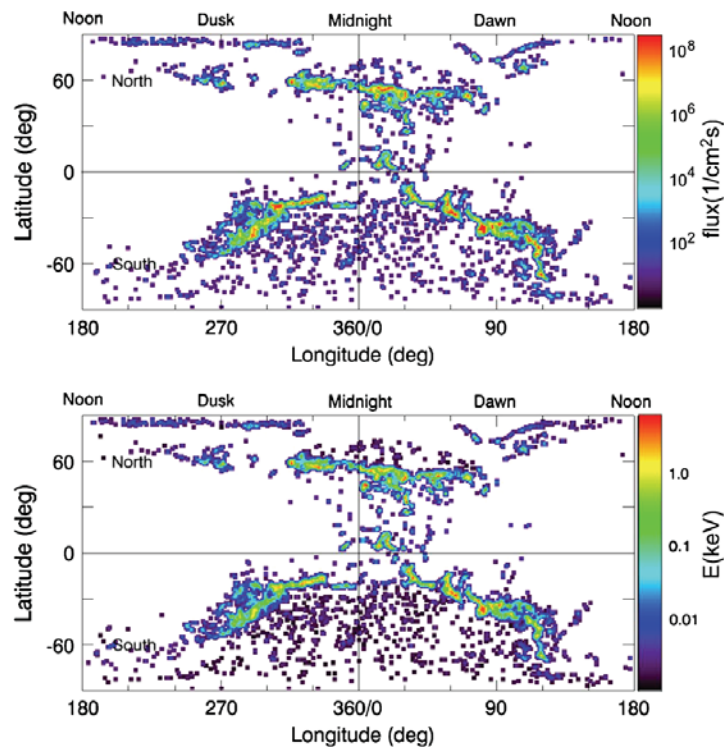 Noon Dusk Midnight Dawn Noon
60 North
0
-60 South
Latitude (deg)
180 270 360/0 90 180
Longitude (deg)
10^8
10^6
10^4
10^2
flux(1/cm^2s)
Noon Dusk Midnight Dawn Noon
60 North
0
-60 South
Latitude (deg)
180 270 360/0 90 180
Longitude (deg)
1.0
0.1
0.01
E(keV)